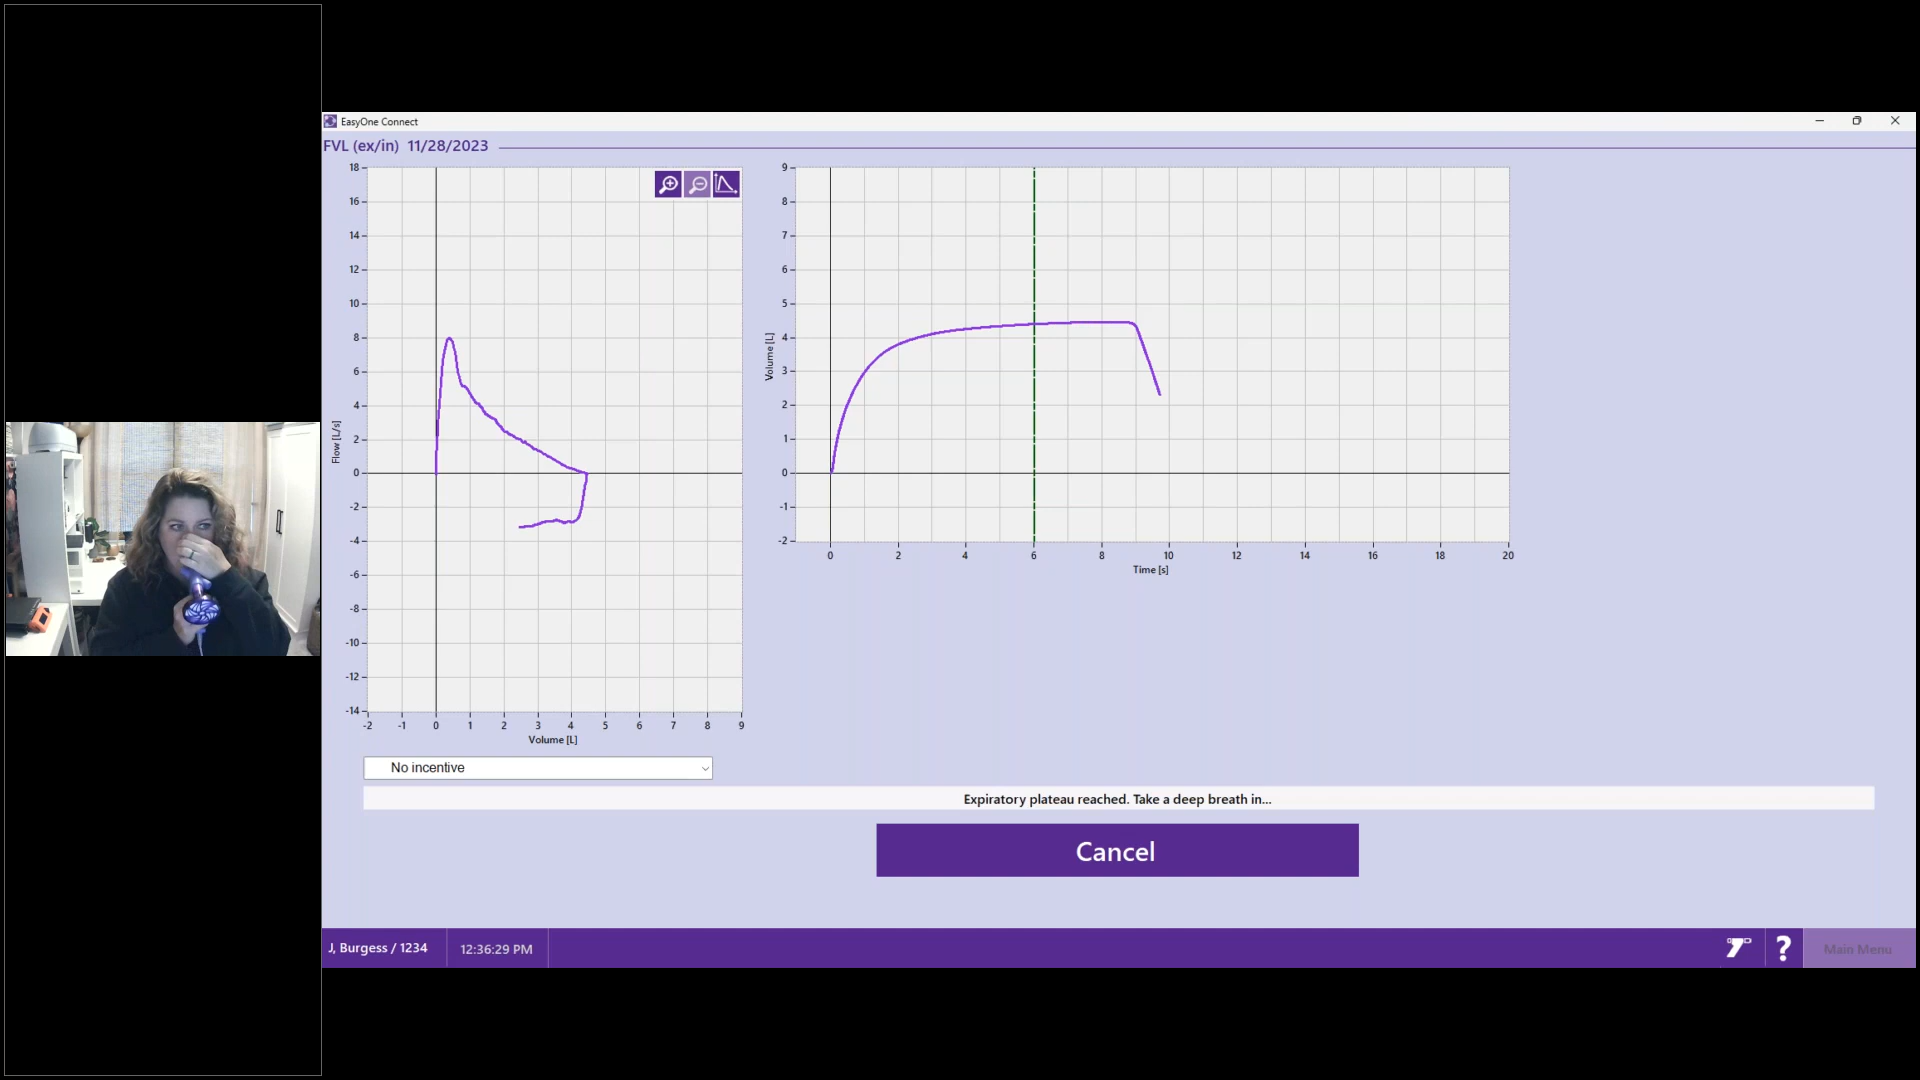 EasyOne Connect
FVL (ex/in) 11/28/2023
18
16
14
12
10
8
6
4
2
0
-2
-4
-6
-8
-10
-12
-14
Flow [L/s]
-2 -1 0 1 2 3 4 5 6 7 8 9
Volume [L]
9
8
7
6
5
4
3
2
1
0
-1
-2
Volume [L]
0 2 4 6 8 10 12 14 16 18 20
Time [s]
No incentive
Expiratory plateau reached. Take a deep breath in...
Cancel
J, Burgess / 1234 12:36:29 PM ? Main Menu